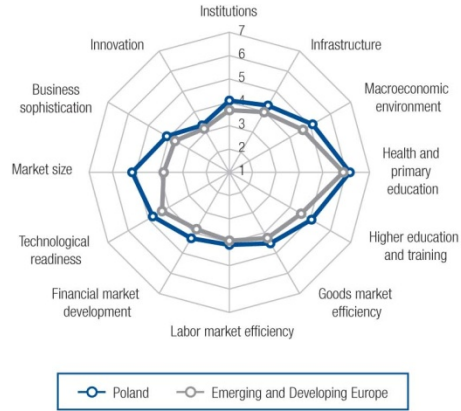 Institutions
Infrastructure
Macroeconomic
environment
Health and
primary
education
Higher education
and training
Goods market
efficiency
Labor market efficiency
Financial market
development
Technological
readiness
Market size
Business
sophistication
Innovation
7
6
5
4
3
2
1
Poland
Emerging and Developing Europe